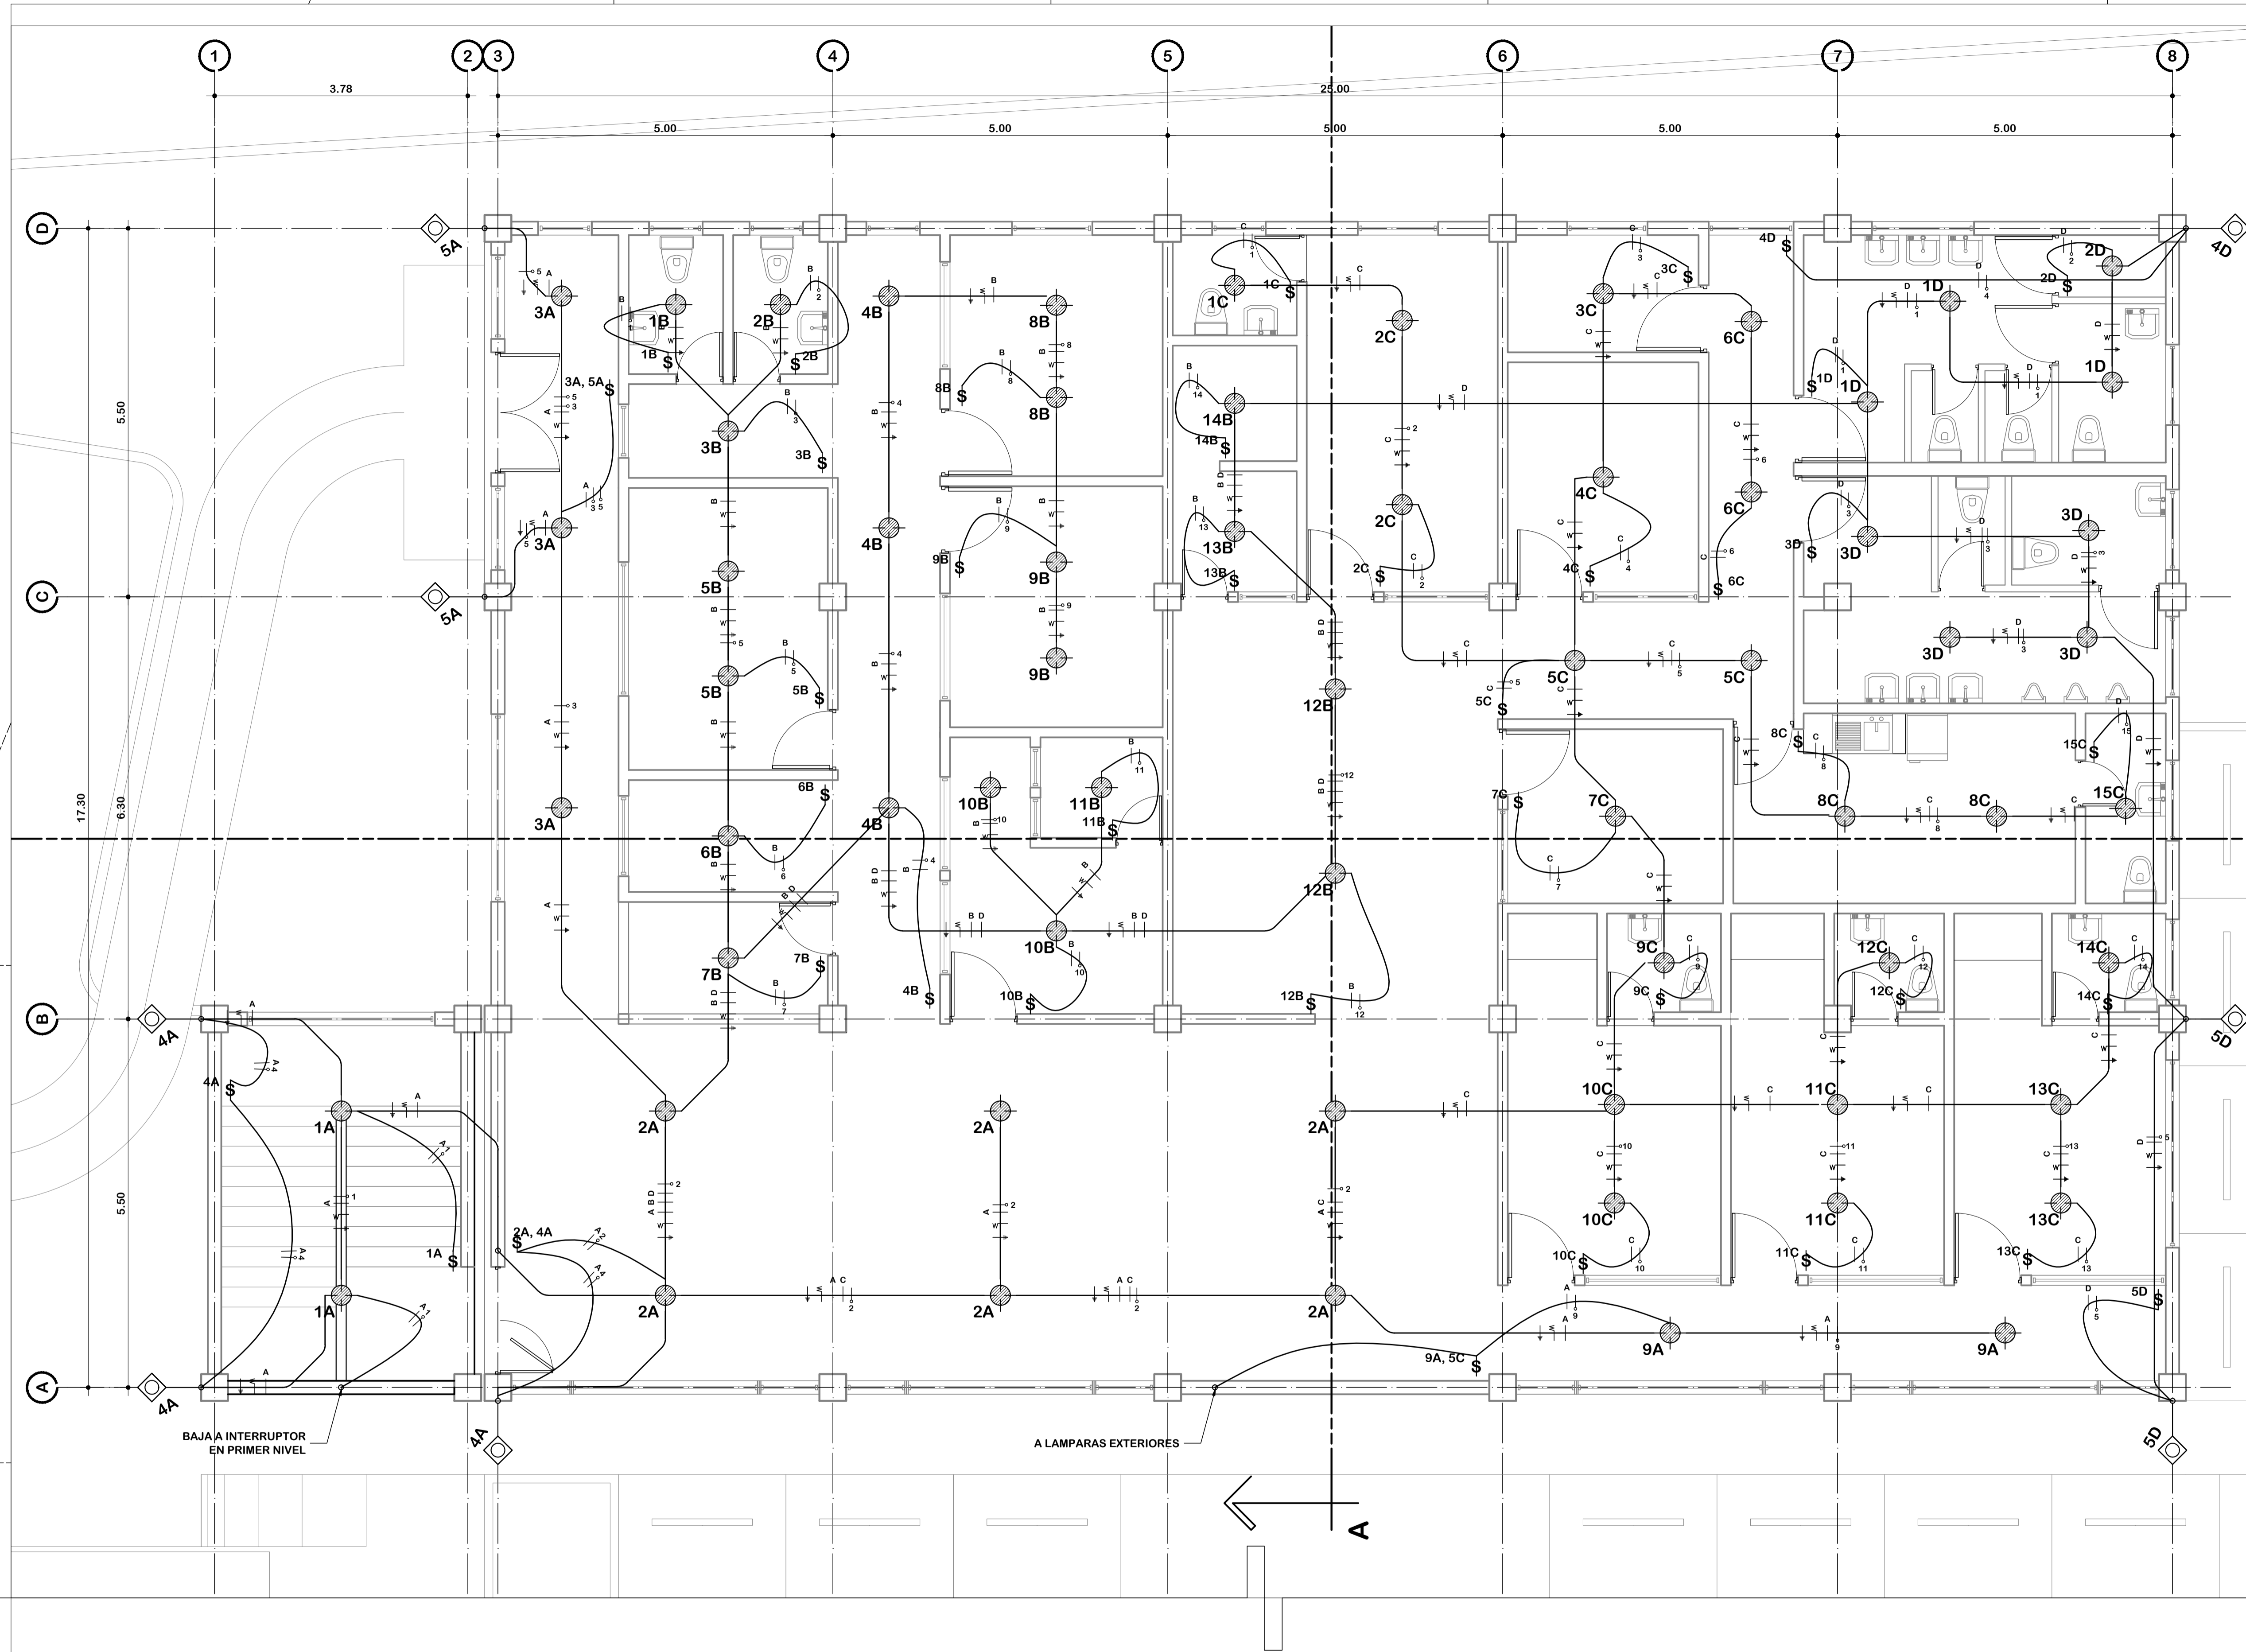 1
2
3
4
5
6
7
8
3.78
25.00
5.00
5.00
5.00
5.00
5.00
D
C
B
A
17.30
5.50
6.30
5.50
5A
5A
4A
4A
4A
4D
5D
5D
3A
3A
3A
3A, 5A
1B
2B
1B
2B
3B
3B
5B
5B
5B
6B
6B
7B
7B
4B
4B
4B
4B
8B
8B
8B
9B
9B
9B
10B
11B
11B
10B
10B
1C
1C
2C
2C
2C
14B
14B
13B
13B
12B
12B
12B
3C
3C
6C
6C
6C
4C
4C
5C
5C
5C
4D
2D
2D
1D
1D
1D
1D
3D
3D
3D
3D
3D
7C
7C
8C
8C
8C
15C
15C
9C
9C
12C
12C
14C
14C
10C
11C
13C
10C
11C
13C
10C
11C
13C
5D
4A
1A
1A
1A
2A, 4A
2A
2A
2A
2A
2A
2A
9A, 5C
9A
9A
BAJA A INTERRUPTOR
EN PRIMER NIVEL
A LAMPARAS EXTERIORES
A